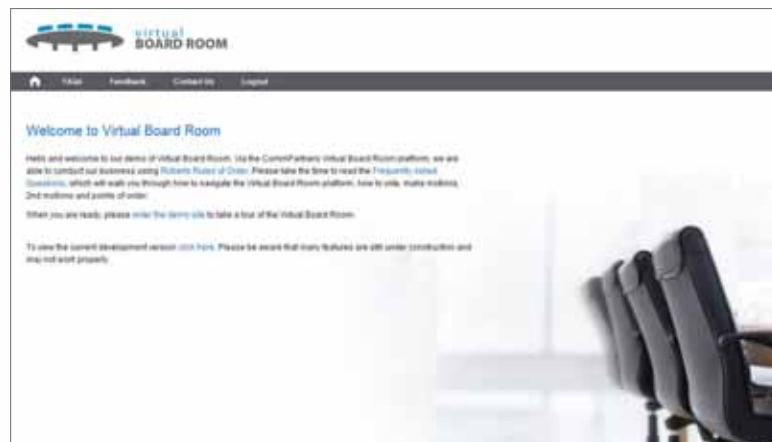 virtual
BOARD ROOM
FAQs Feedback Contact Us Logout
Welcome to Virtual Board Room
Hello and welcome to our demo of Virtual Board Room. Via the CommPartners Virtual Board Room platform, we are
able to conduct our business using Roberts Rules of Order. Please take the time to read the Frequently Asked
Questions, which will walk you through how to navigate the Virtual Board Room platform, how to vote, make motions,
2nd motions and points of order.
When you are ready, please enter the demo site to take a tour of the Virtual Board Room.
To view the current development version click here. Please be aware that many features are still under construction and
may not work properly.